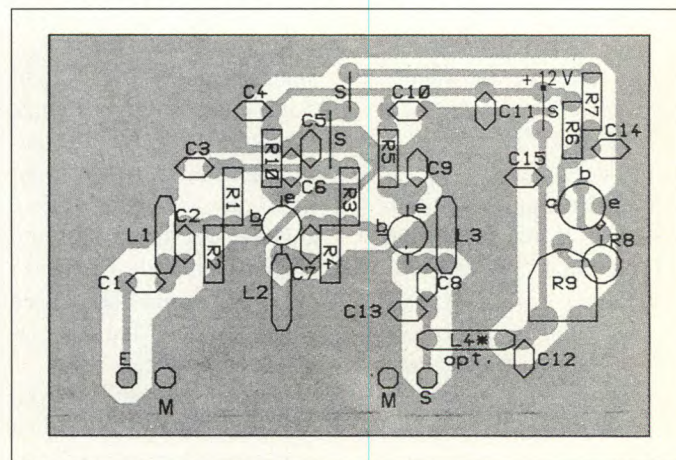 + 12 V
C4
S
C10
C11
S
R7
R6
C14
C5
S
C3
R10
C6
R5
C9
C15
R1
R3
b
e
b
e
b
e
c
L1
C2
R2
C7
R4
L3
R8
C1
L2
C8
R9
C13
L4*
opt.
C12
E
M
M
S